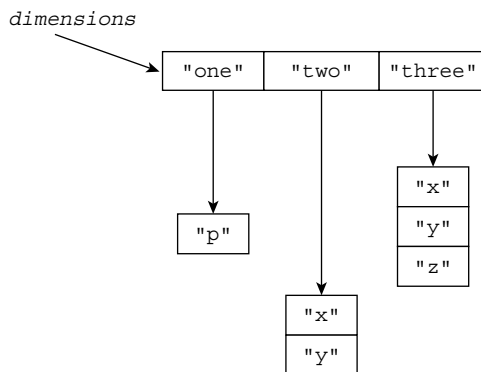 dimensions
"one" "two" "three"
"p"
"x"
"y"
"z"
"x"
"y"